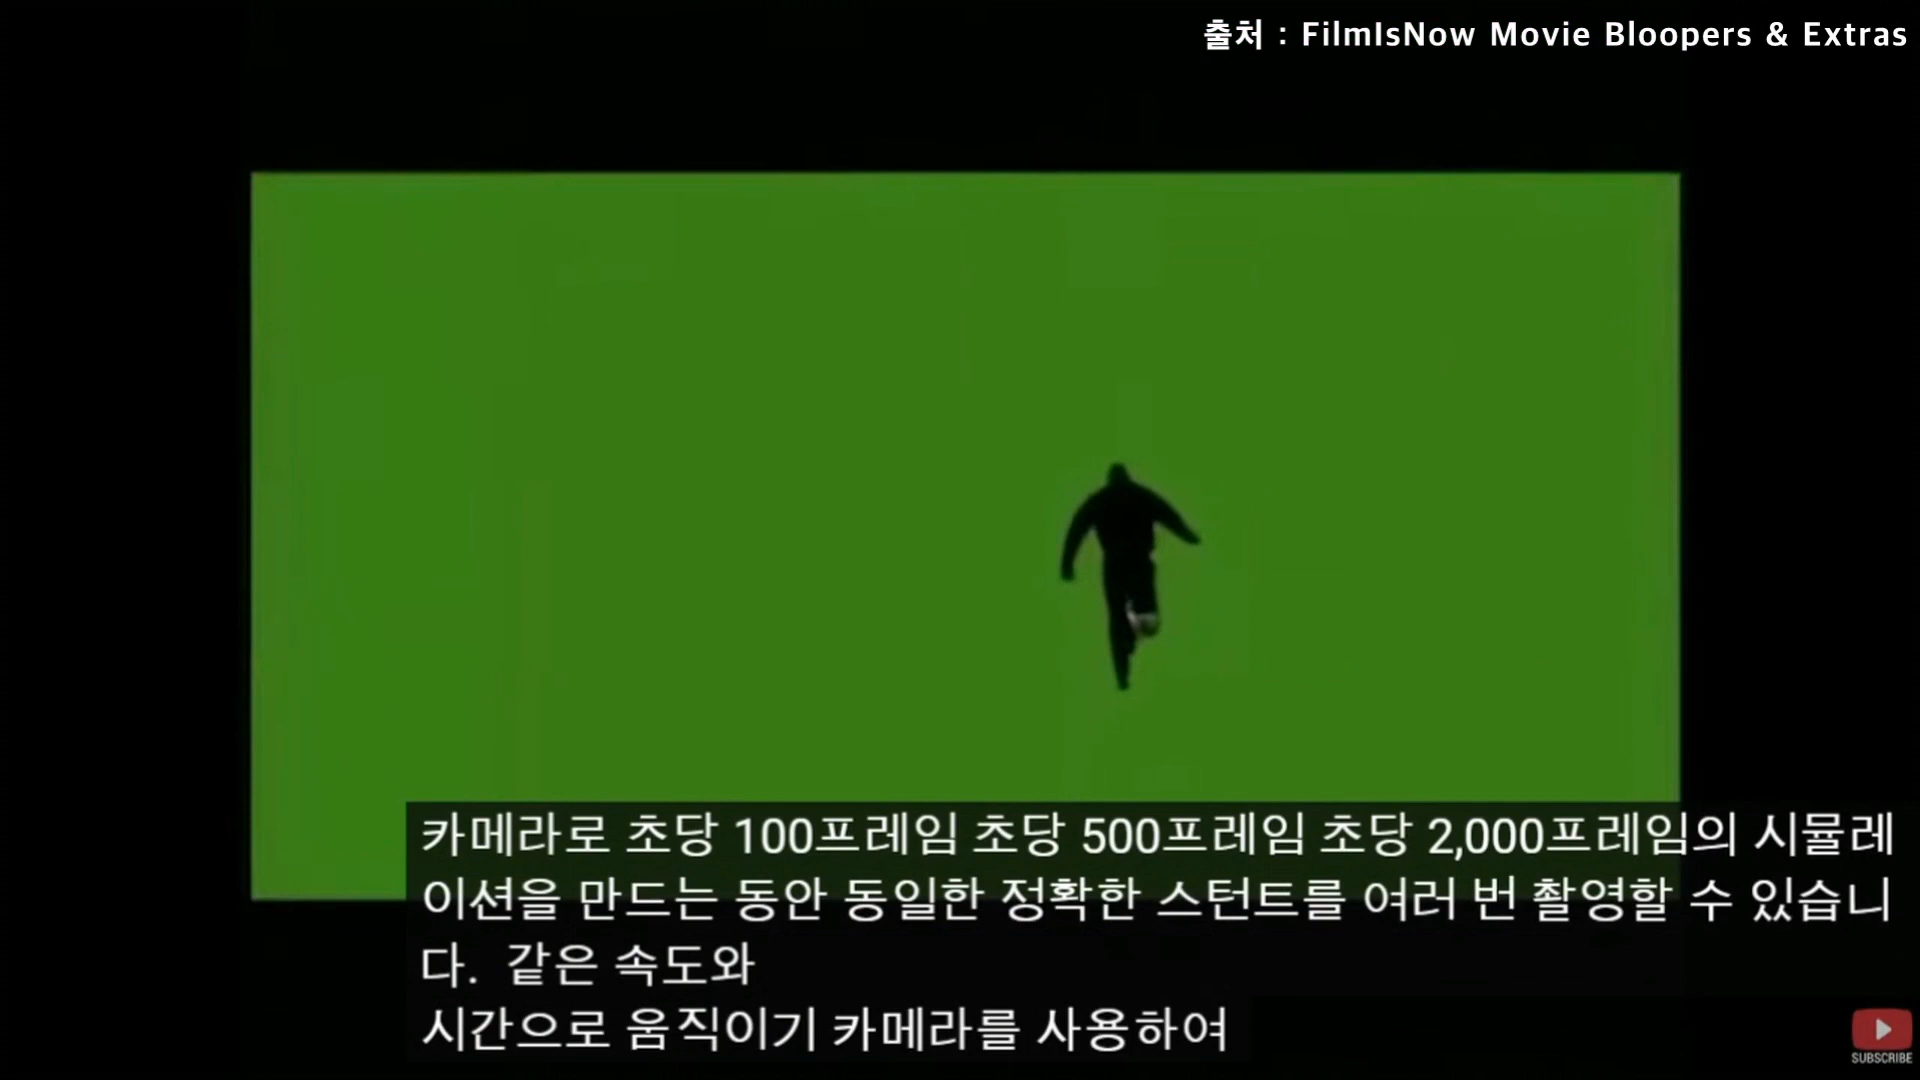 출처 : FilmIsNow Movie Bloopers & Extras
카메라로 초당 100프레임 초당 500프레임 초당 2,000프레임의 시뮬레
이션을 만드는 동안 동일한 정확한 스턴트를 여러 번 촬영할 수 있습니
다. 같은 속도와
시간으로 움직이기 카메라를 사용하여
SUBSCRIBE